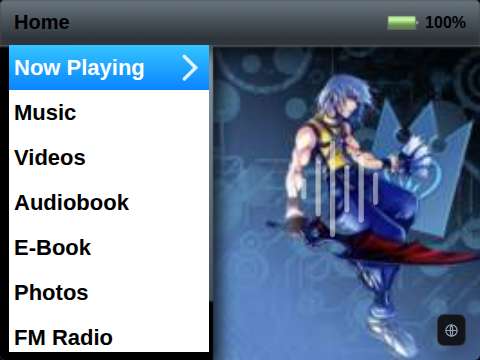 Home
100%
Now Playing
Music
Videos
Audiobook
E-Book
Photos
FM Radio